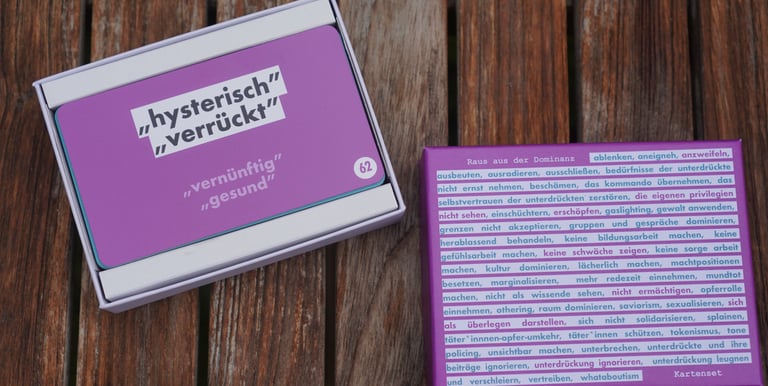 „hysterisch”
„verrückt”
„vernünftig”
„gesund”
62
Raus aus der Dominanz ablenken, aneigneh, anzweifeln,
ausbeuten, ausradieren, ausschließen, bedürfnisse der unterdrückte
nicht ernst nehmen, beschämen, das kommando übernehmen, das
selbstvertrauen der unterdrückten zerstören, die eigenen privilegien
nicht sehen, einschüchtern, erschöpfen, gaslighting, gewalt anwenden,
grenzen nicht akzeptieren, gruppen und gespräche dominieren,
herablassend behandeln, keine bildungsarbeit machen, keine
gefühlsarbeit machen, keine schwäche zeigen, keine sorge arbeit
machen, kultur dominieren, lächerlich machen, machtpositionen
besetzen, marginalisieren, mehr redezeit einnehmen, mundtot
machen, nicht als wissende sehen, nicht ermächtigen, opferrolle
einnehmen, othering, raum dominieren, saviorism, sexualisieren, sich
als überlegen darstellen, sich nicht solidarisieren, splainen,
täter*innnen-opfer-umkehr, täter*innen schützen, tokenismus, tone
policing, unsichtbar machen, unterbrechen, unterdrückte und ihre
beiträge ignorieren, unterdrückung ignorieren, unterdrückung leugnen
und verschleiern, vertreiben, whataboutism Kartenset